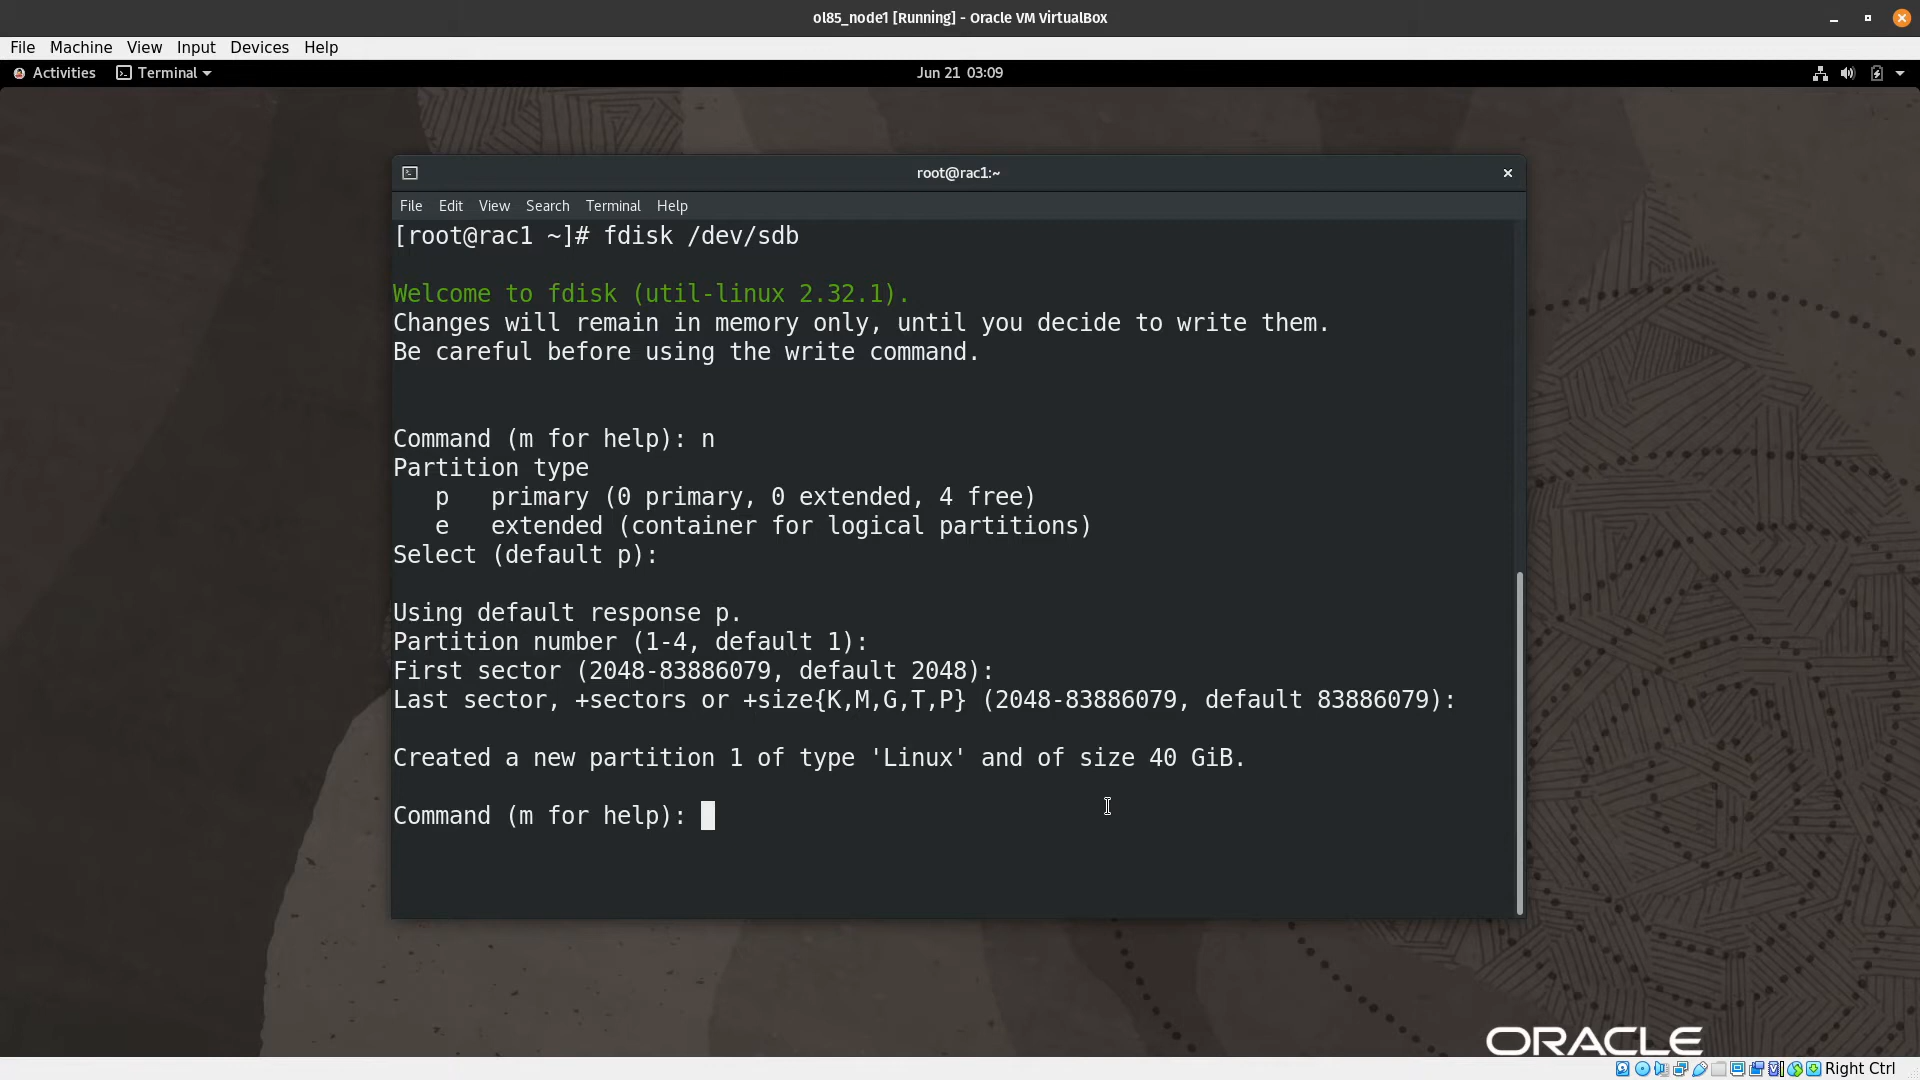 ol85_node1 [Running] - Oracle VM VirtualBox
File Machine View Input Devices Help
Activities Terminal Jun 21 03:09
root@rac1:~
File Edit View Search Terminal Help
[root@rac1 ~]# fdisk /dev/sdb
Welcome to fdisk (util-linux 2.32.1).
Changes will remain in memory only, until you decide to write them.
Be careful before using the write command.
Command (m for help): n
Partition type
p primary (0 primary, 0 extended, 4 free)
e extended (container for logical partitions)
Select (default p):
Using default response p.
Partition number (1-4, default 1):
First sector (2048-83886079, default 2048):
Last sector, +sectors or +size{K,M,G,T,P} (2048-83886079, default 83886079):
Created a new partition 1 of type 'Linux' and of size 40 GiB.
Command (m for help):
ORACLE
Right Ctrl